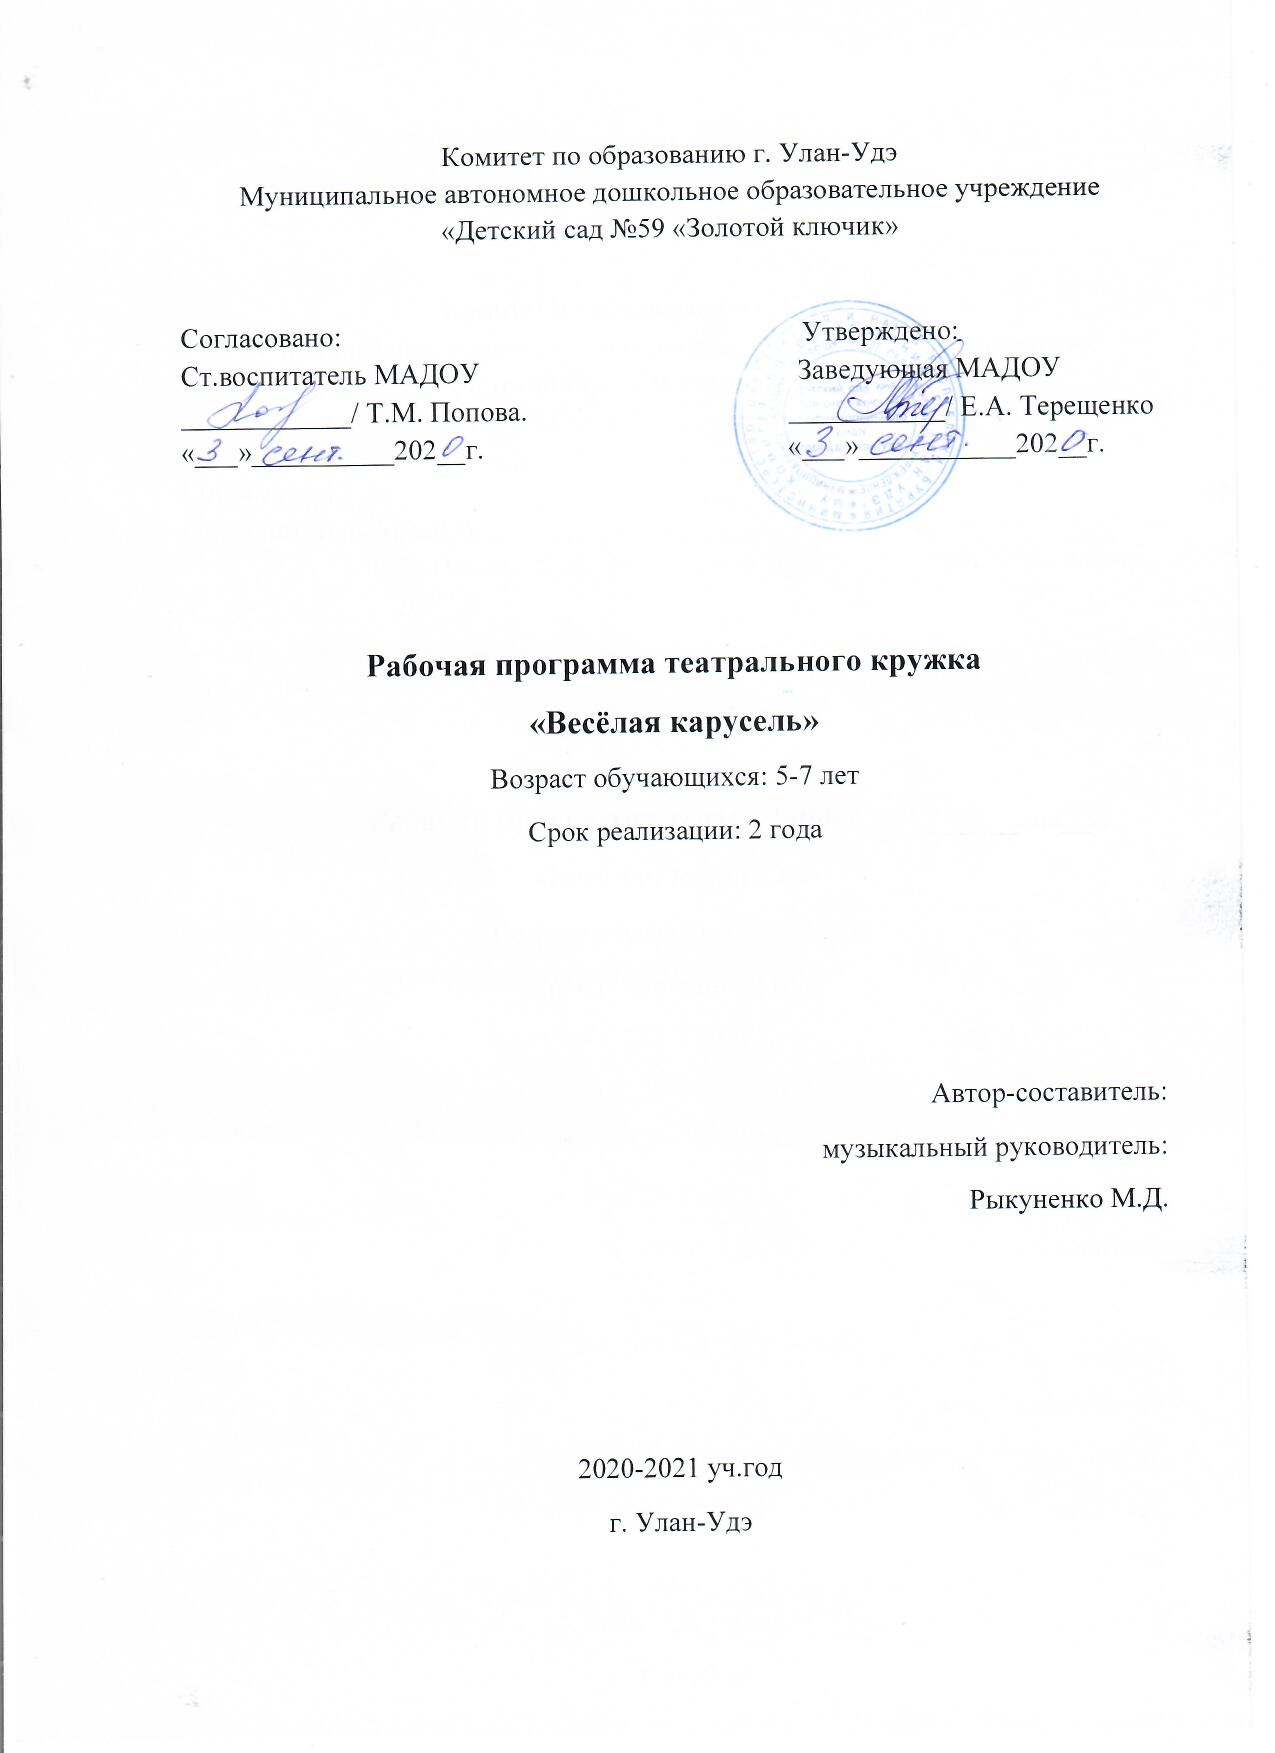 Комитет по образованию г. Улан-Удэ
Муниципальное автономное дошкольное образовательное учреждение
«Детский сад №59 «Золотой ключик»
Согласовано:
Ст.воспитатель МАДОУ
____________/ Т.М. Попова.
«3» сент. 2020г.
Утверждено:
Заведующая МАДОУ
___________/ Е.А. Терещенко
«3» сент. 2020г.
Рабочая программа театрального кружка
«Весёлая карусель»
Возраст обучающихся: 5-7 лет
Срок реализации: 2 года
Автор-составитель:
музыкальный руководитель:
Рыкуненко М.Д.
2020-2021 уч.год
г. Улан-Удэ